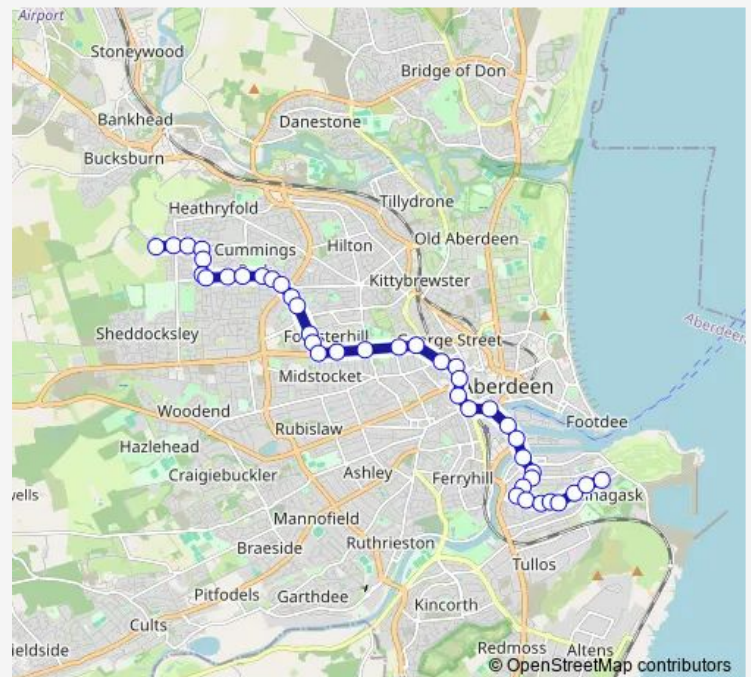 Airport
Stoneywood
Bridge of Don
Bankhead
Danestone
Bucksburn
Tillydrone
Heathryfold
Old Aberdeen
Cummings
Hilton
Kittybrewster
Sheddocksley
Aberdeen
George Street
Midstocket
Aberdeen
Woodend
Footdee
Rubislaw
Hazlehead
Craigiebuckler
Ashley
Ferryhill
Mannofield
Ruthrieston
Braeside
Tullos
Pitfodels
Garthdee
Kincorth
Cults
Redmoss
Altens
© OpenStreetMap contributors